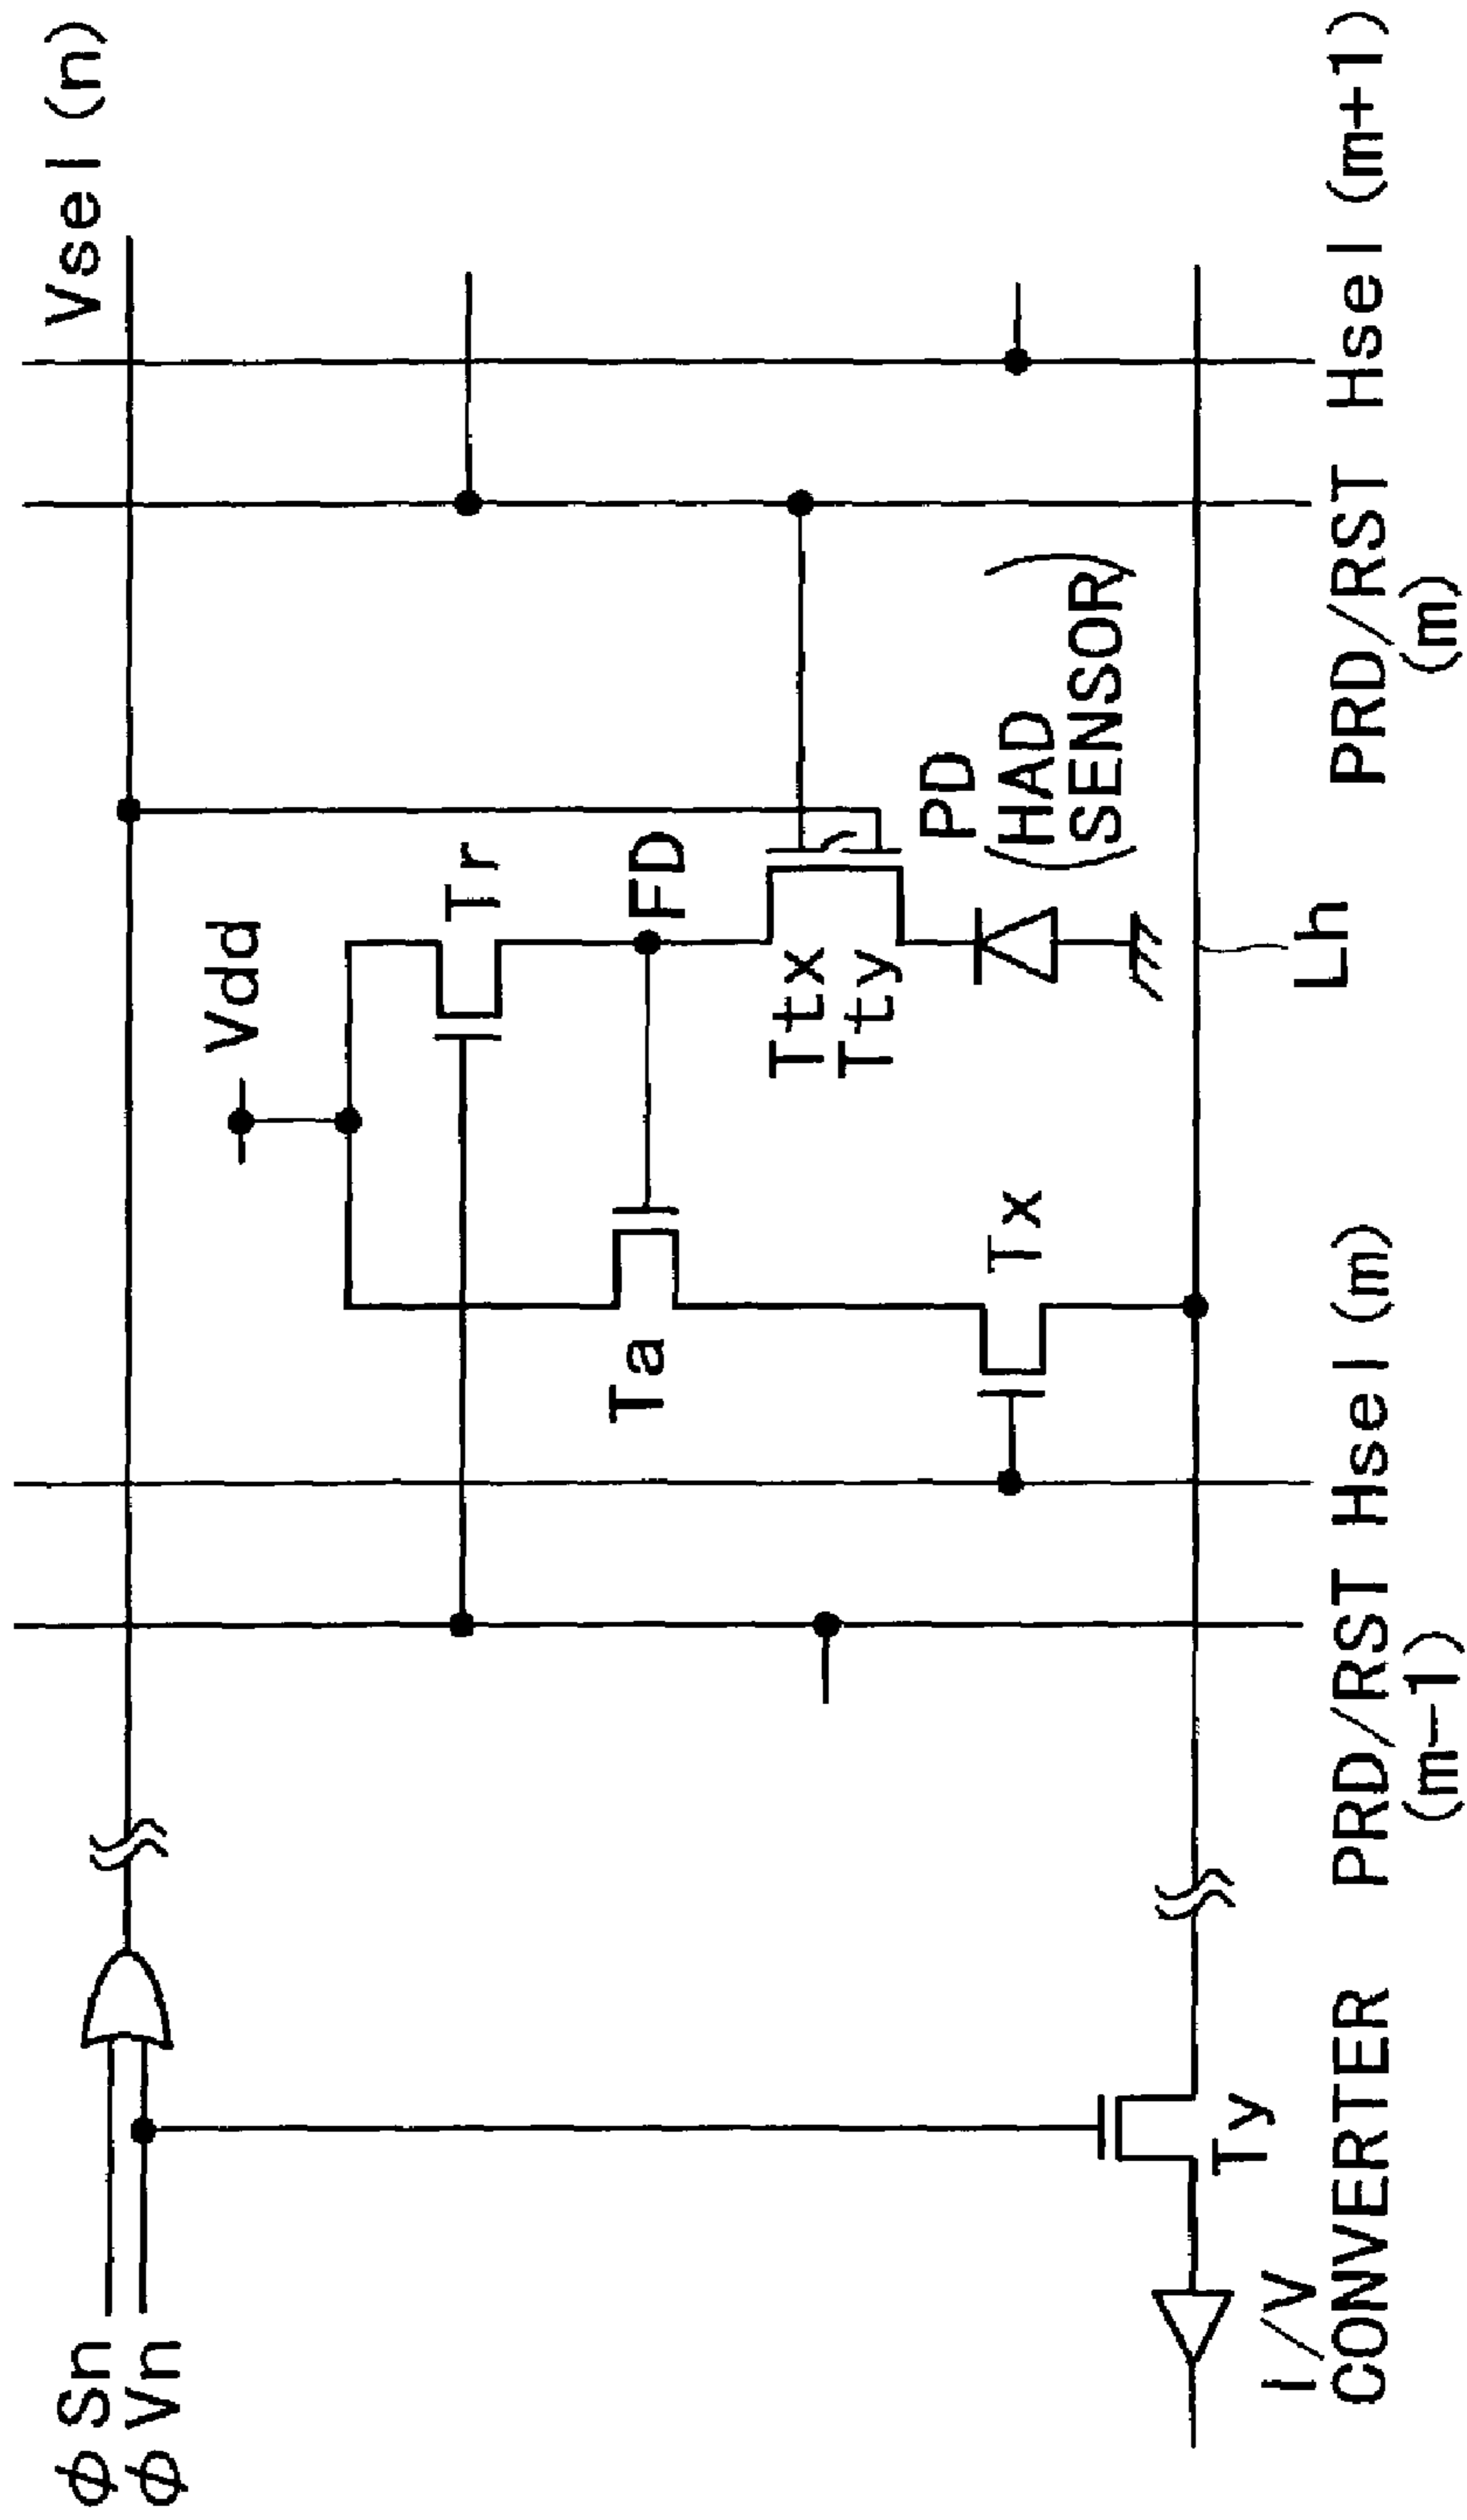 Vsel(n)
φSn
φVn
Vdd
Tr
FD
Ta
Ttx
Tty
PD
(HAD
SENSOR)
Tx
Lh
Ty
I/V
CONVERTER
PRD/RST
(m-1)
Hsel(m)
PRD/RST
(m)
Hsel(m+1)